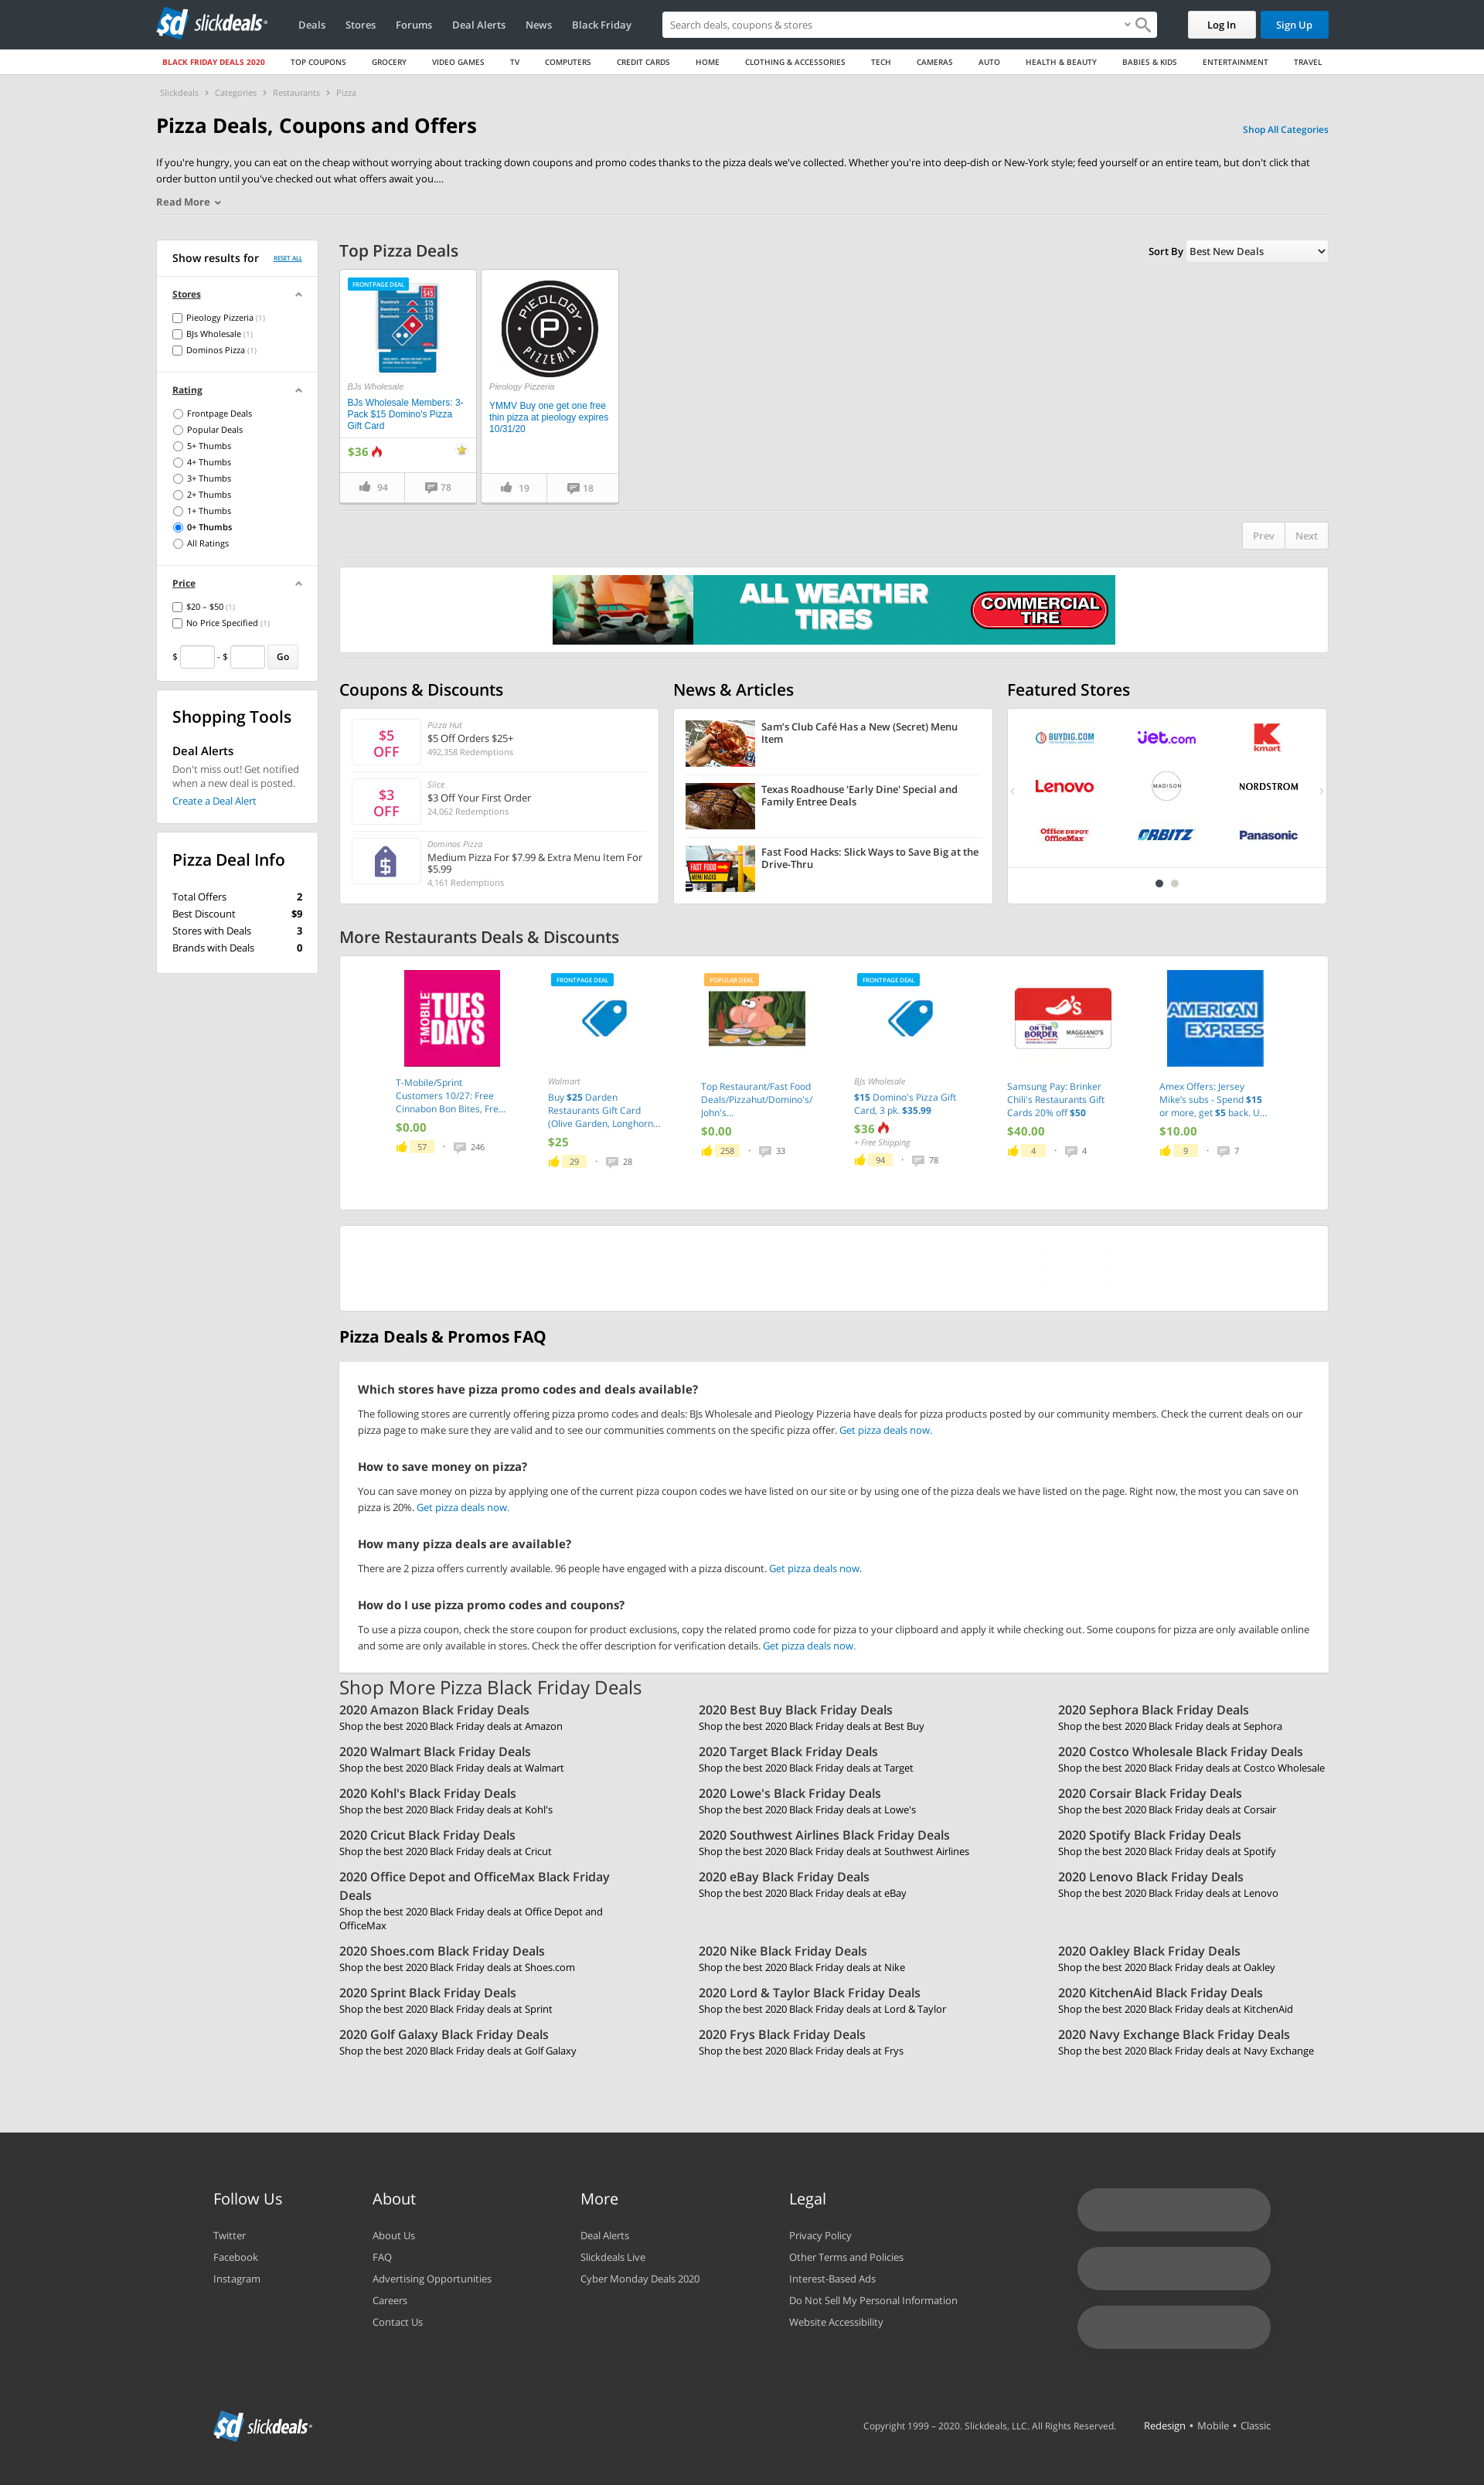 slickdeals
Deals
Stores
Forums
Deal Alerts
News
Black Friday
Search deals, coupons & stores
Log In
Sign Up
BLACK FRIDAY DEALS 2020
TOP COUPONS
GROCERY
VIDEO GAMES
TV
COMPUTERS
CREDIT CARDS
HOME
CLOTHING & ACCESSORIES
TECH
CAMERAS
AUTO
HEALTH & BEAUTY
BABIES & KIDS
ENTERTAINMENT
TRAVEL
Slickdeals › Categories › Restaurants › Pizza
Pizza Deals, Coupons and Offers
Shop All Categories
If you're hungry, you can eat on the cheap without worrying about tracking down coupons and promo codes thanks to the pizza deals we've collected. Whether you're into deep-dish or New-York style; feed yourself or an entire team, but don't click that
order button until you've checked out what offers await you....
Read More
Show results for
RESET ALL
Stores
Pieology Pizzeria (1)
BJs Wholesale (1)
Dominos Pizza (1)
Rating
Frontpage Deals
Popular Deals
5+ Thumbs
4+ Thumbs
3+ Thumbs
2+ Thumbs
1+ Thumbs
0+ Thumbs
All Ratings
Price
$20 – $50 (1)
No Price Specified (1)
$ - $ Go
Shopping Tools
Deal Alerts
Don't miss out! Get notified
when a new deal is posted.
Create a Deal Alert
Pizza Deal Info
Total Offers 2
Best Discount $9
Stores with Deals 3
Brands with Deals 0
Top Pizza Deals
Sort By Best New Deals
FRONTPAGE DEAL
$45
Domino's $15
Domino's $15
Domino's $15
BJs Wholesale
BJs Wholesale Members: 3-
Pack $15 Domino's Pizza
Gift Card
$36
94
78
PIEOLOGY
P
PIZZERIA
Pieology Pizzeria
YMMV Buy one get one free
thin pizza at pieology expires
10/31/20
19
18
Prev
Next
ALL WEATHER
TIRES
COMMERCIAL
TIRE
Coupons & Discounts
$5
OFF
Pizza Hut
$5 Off Orders $25+
492,358 Redemptions
$3
OFF
Slice
$3 Off Your First Order
24,062 Redemptions
$
Dominos Pizza
Medium Pizza For $7.99 & Extra Menu Item For
$5.99
4,161 Redemptions
News & Articles
Sam's Club Café Has a New (Secret) Menu
Item
Texas Roadhouse 'Early Dine' Special and
Family Entree Deals
FAST FOOD
MENU HACKS
Fast Food Hacks: Slick Ways to Save Big at the
Drive-Thru
Featured Stores
BUYDIG.COM
jet.com
K
kmart
Lenovo
MADISON
NORDSTROM
Office DEPOT
OfficeMax
ORBITZ
Panasonic
More Restaurants Deals & Discounts
T-MOBILE
TUES
DAYS
T-Mobile/Sprint
Customers 10/27: Free
Cinnabon Bon Bites, Fre...
$0.00
57 · 246
FRONTPAGE DEAL
Walmart
Buy $25 Darden
Restaurants Gift Card
(Olive Garden, Longhorn...
$25
29 · 28
POPULAR DEAL
Top Restaurant/Fast Food
Deals/Pizzahut/Domino's/
John's...
$0.00
258 · 33
FRONTPAGE DEAL
BJs Wholesale
$15 Domino's Pizza Gift
Card, 3 pk. $35.99
$36
+ Free Shipping
94 · 78
ON THE
BORDER
MAGGIANO'S
Samsung Pay: Brinker
Chili's Restaurants Gift
Cards 20% off $50
$40.00
4 · 4
AMERICAN
EXPRESS
Amex Offers: Jersey
Mike's subs - Spend $15
or more, get $5 back. U...
$10.00
9 · 7
Pizza Deals & Promos FAQ
Which stores have pizza promo codes and deals available?
The following stores are currently offering pizza promo codes and deals: BJs Wholesale and Pieology Pizzeria have deals for pizza products posted by our community members. Check the current deals on our
pizza page to make sure they are valid and to see our communities comments on the specific pizza offer. Get pizza deals now.
How to save money on pizza?
You can save money on pizza by applying one of the current pizza coupon codes we have listed on our site or by using one of the pizza deals we have listed on the page. Right now, the most you can save on
pizza is 20%. Get pizza deals now.
How many pizza deals are available?
There are 2 pizza offers currently available. 96 people have engaged with a pizza discount. Get pizza deals now.
How do I use pizza promo codes and coupons?
To use a pizza coupon, check the store coupon for product exclusions, copy the related promo code for pizza to your clipboard and apply it while checking out. Some coupons for pizza are only available online
and some are only available in stores. Check the offer description for verification details. Get pizza deals now.
Shop More Pizza Black Friday Deals
2020 Amazon Black Friday Deals
Shop the best 2020 Black Friday deals at Amazon
2020 Best Buy Black Friday Deals
Shop the best 2020 Black Friday deals at Best Buy
2020 Sephora Black Friday Deals
Shop the best 2020 Black Friday deals at Sephora
2020 Walmart Black Friday Deals
Shop the best 2020 Black Friday deals at Walmart
2020 Target Black Friday Deals
Shop the best 2020 Black Friday deals at Target
2020 Costco Wholesale Black Friday Deals
Shop the best 2020 Black Friday deals at Costco Wholesale
2020 Kohl's Black Friday Deals
Shop the best 2020 Black Friday deals at Kohl's
2020 Lowe's Black Friday Deals
Shop the best 2020 Black Friday deals at Lowe's
2020 Corsair Black Friday Deals
Shop the best 2020 Black Friday deals at Corsair
2020 Cricut Black Friday Deals
Shop the best 2020 Black Friday deals at Cricut
2020 Southwest Airlines Black Friday Deals
Shop the best 2020 Black Friday deals at Southwest Airlines
2020 Spotify Black Friday Deals
Shop the best 2020 Black Friday deals at Spotify
2020 Office Depot and OfficeMax Black Friday
Deals
Shop the best 2020 Black Friday deals at Office Depot and
OfficeMax
2020 eBay Black Friday Deals
Shop the best 2020 Black Friday deals at eBay
2020 Lenovo Black Friday Deals
Shop the best 2020 Black Friday deals at Lenovo
2020 Shoes.com Black Friday Deals
Shop the best 2020 Black Friday deals at Shoes.com
2020 Nike Black Friday Deals
Shop the best 2020 Black Friday deals at Nike
2020 Oakley Black Friday Deals
Shop the best 2020 Black Friday deals at Oakley
2020 Sprint Black Friday Deals
Shop the best 2020 Black Friday deals at Sprint
2020 Lord & Taylor Black Friday Deals
Shop the best 2020 Black Friday deals at Lord & Taylor
2020 KitchenAid Black Friday Deals
Shop the best 2020 Black Friday deals at KitchenAid
2020 Golf Galaxy Black Friday Deals
Shop the best 2020 Black Friday deals at Golf Galaxy
2020 Frys Black Friday Deals
Shop the best 2020 Black Friday deals at Frys
2020 Navy Exchange Black Friday Deals
Shop the best 2020 Black Friday deals at Navy Exchange
Follow Us
Twitter
Facebook
Instagram
About
About Us
FAQ
Advertising Opportunities
Careers
Contact Us
More
Deal Alerts
Slickdeals Live
Cyber Monday Deals 2020
Legal
Privacy Policy
Other Terms and Policies
Interest-Based Ads
Do Not Sell My Personal Information
Website Accessibility
slickdeals
Copyright 1999 – 2020. Slickdeals, LLC. All Rights Reserved.
Redesign • Mobile • Classic